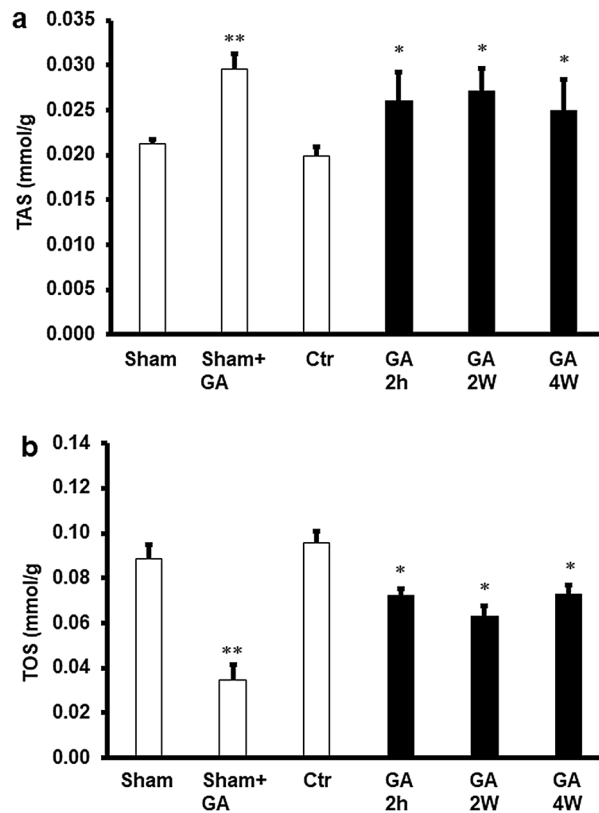 a
TAS (mmol/g)
0.035
0.030
0.025
0.020
0.015
0.010
0.005
0.000
**
*
*
*
Sham
Sham+
GA
Ctr
GA
2h
GA
2W
GA
4W
b
TOS (mmol/g)
0.14
0.12
0.10
0.08
0.06
0.04
0.02
0.00
**
*
*
*
Sham
Sham+
GA
Ctr
GA
2h
GA
2W
GA
4W